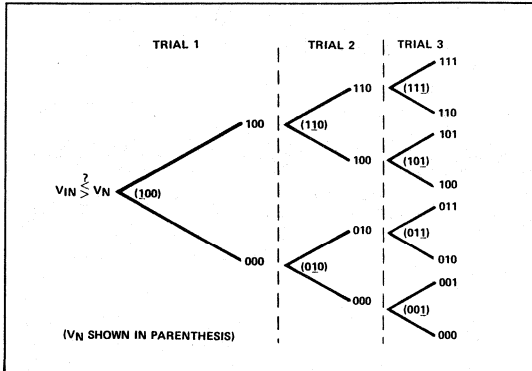 TRIAL 1 TRIAL 2 TRIAL 3
111
110 (111)
100 (110) 110
101
100 (101)
? 100
VIN ≷ VN (100)
011
010 (011)
010
000 (010) 001
000 (001)
(VN SHOWN IN PARENTHESIS) 000